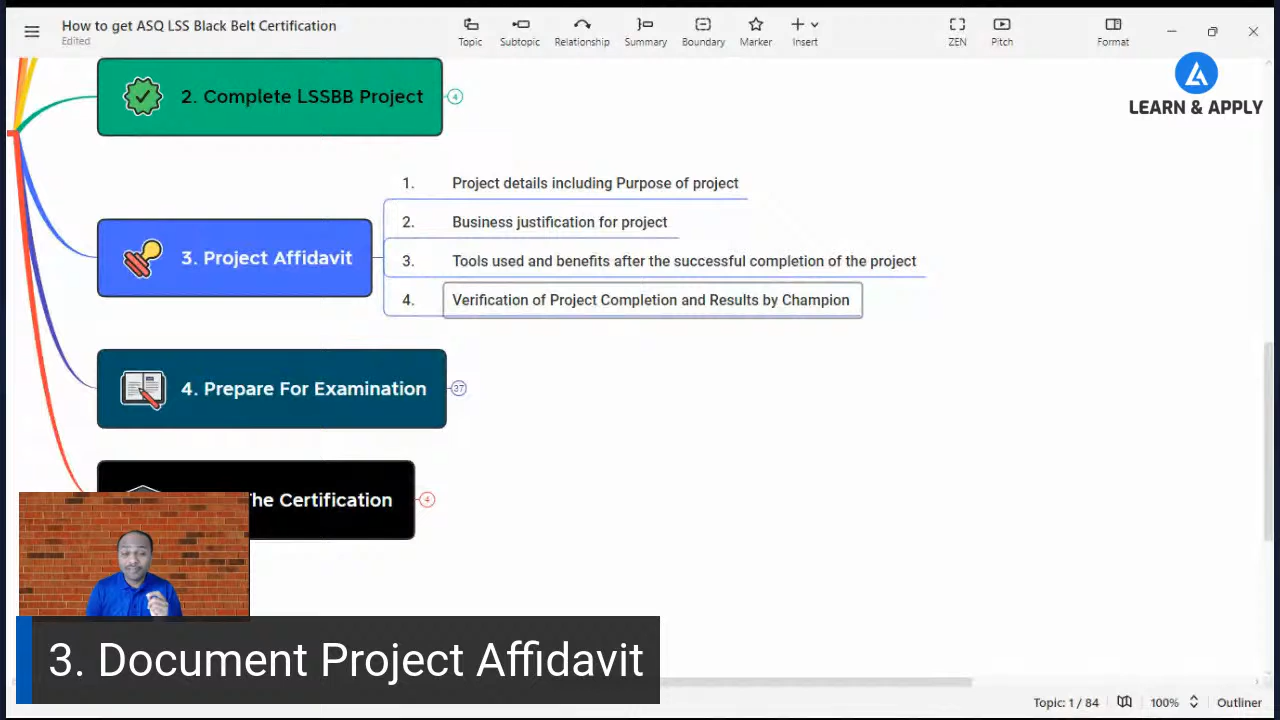 How to get ASQ LSS Black Belt Certification
Edited
Topic
Subtopic
Relationship
Summary
Boundary
Marker
Insert
ZEN
Pitch
Format
LEARN & APPLY
2. Complete LSSBB Project
4
1. Project details including Purpose of project
2. Business justification for project
3. Project Affidavit
3. Tools used and benefits after the successful completion of the project
4. Verification of Project Completion and Results by Champion
4. Prepare For Examination
37
The Certification
4
3. Document Project Affidavit
Topic: 1 / 84
100%
Outliner